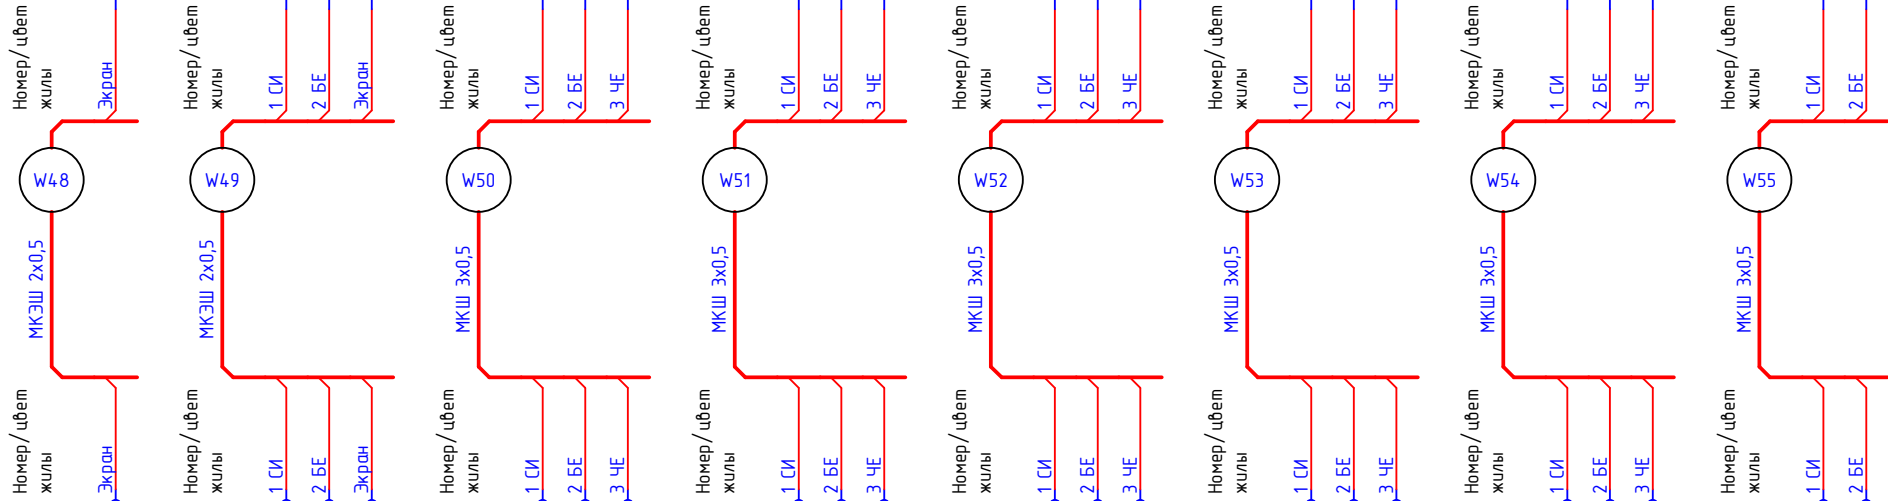 Номер/цвет
жилы
Экран
Номер/цвет
жилы
1 СИ
2 БЕ
Экран
Номер/цвет
жилы
1 СИ
2 БЕ
3 ЧЕ
Номер/цвет
жилы
1 СИ
2 БЕ
3 ЧЕ
Номер/цвет
жилы
1 СИ
2 БЕ
3 ЧЕ
Номер/цвет
жилы
1 СИ
2 БЕ
3 ЧЕ
Номер/цвет
жилы
1 СИ
2 БЕ
3 ЧЕ
Номер/цвет
жилы
1 СИ
2 БЕ
W48
W49
W50
W51
W52
W53
W54
W55
МКЭШ 2х0,5
МКЭШ 2х0,5
МКШ 3х0,5
МКШ 3х0,5
МКШ 3х0,5
МКШ 3х0,5
МКШ 3х0,5
МКШ 3х0,5
Номер/цвет
жилы
Экран
Номер/цвет
жилы
1 СИ
2 БЕ
Экран
Номер/цвет
жилы
1 СИ
2 БЕ
3 ЧЕ
Номер/цвет
жилы
1 СИ
2 БЕ
3 ЧЕ
Номер/цвет
жилы
1 СИ
2 БЕ
3 ЧЕ
Номер/цвет
жилы
1 СИ
2 БЕ
3 ЧЕ
Номер/цвет
жилы
1 СИ
2 БЕ
3 ЧЕ
Номер/цвет
жилы
1 СИ
2 БЕ